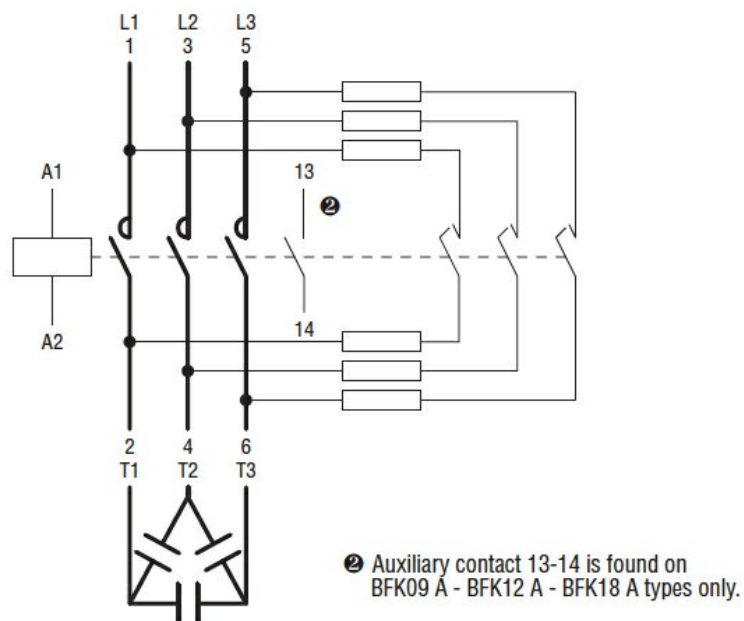 L1 L2 L3
1 3 5
A1
13
❷
14
A2
2 4 6
T1 T2 T3
❷ Auxiliary contact 13-14 is found on
BFK09 A - BFK12 A - BFK18 A types only.